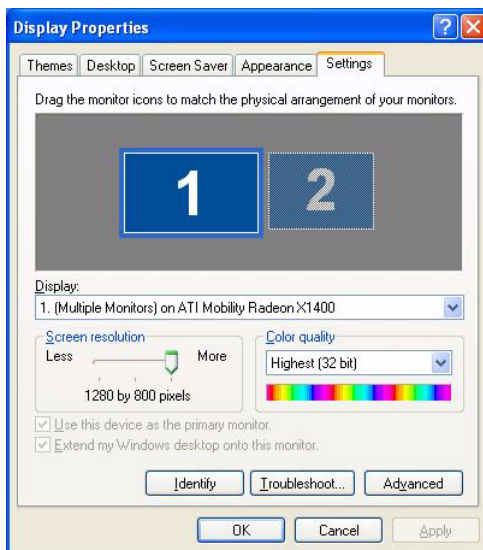 Display Properties
Themes Desktop Screen Saver Appearance Settings
Drag the monitor icons to match the physical arrangement of your monitors.
1 2
Display:
1. (Multiple Monitors) on ATI Mobility Radeon X1400
Screen resolution
Less More
1280 by 800 pixels
Color quality
Highest (32 bit)
Use this device as the primary monitor.
Extend my Windows desktop onto this monitor.
Identify Troubleshoot... Advanced
OK Cancel Apply